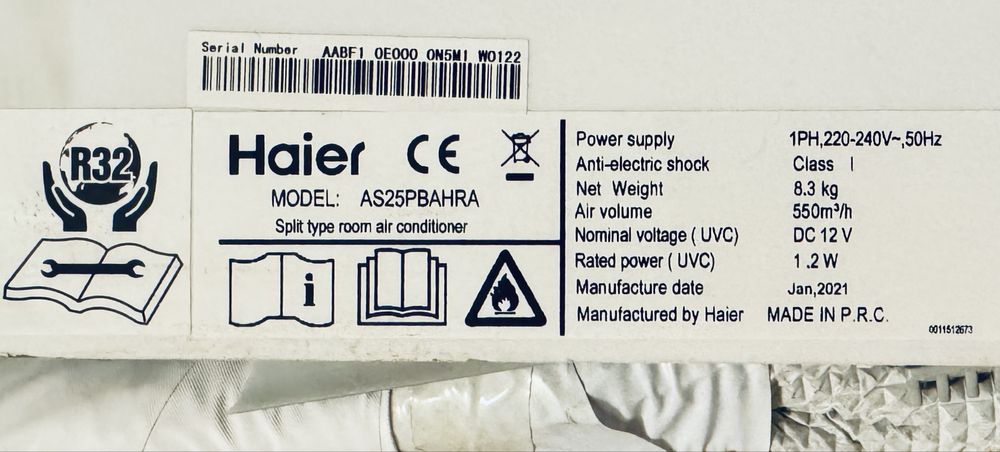 Serial Number AABF1 0E000 0N5M1 W0122
R32
Haier CE
MODEL: AS25PBAHRA
Split type room air conditioner
i
Power supply 1PH,220-240V~,50Hz
Anti-electric shock Class I
Net Weight 8.3 kg
Air volume 550m³/h
Nominal voltage ( UVC) DC 12 V
Rated power ( UVC) 1.2 W
Manufacture date Jan,2021
Manufactured by Haier MADE IN P.R.C.
0011512673